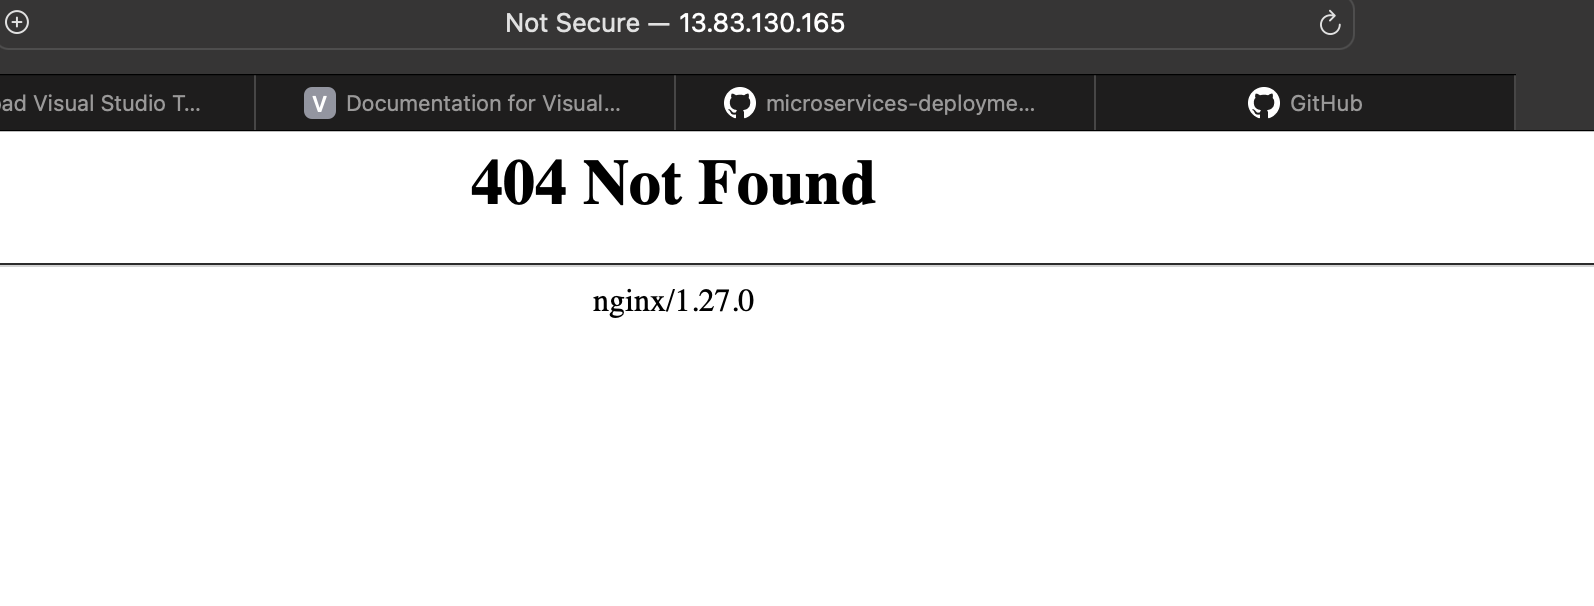 Not Secure — 13.83.130.165
ad Visual Studio T...
V Documentation for Visual...
microservices-deployme...
GitHub
404 Not Found
nginx/1.27.0